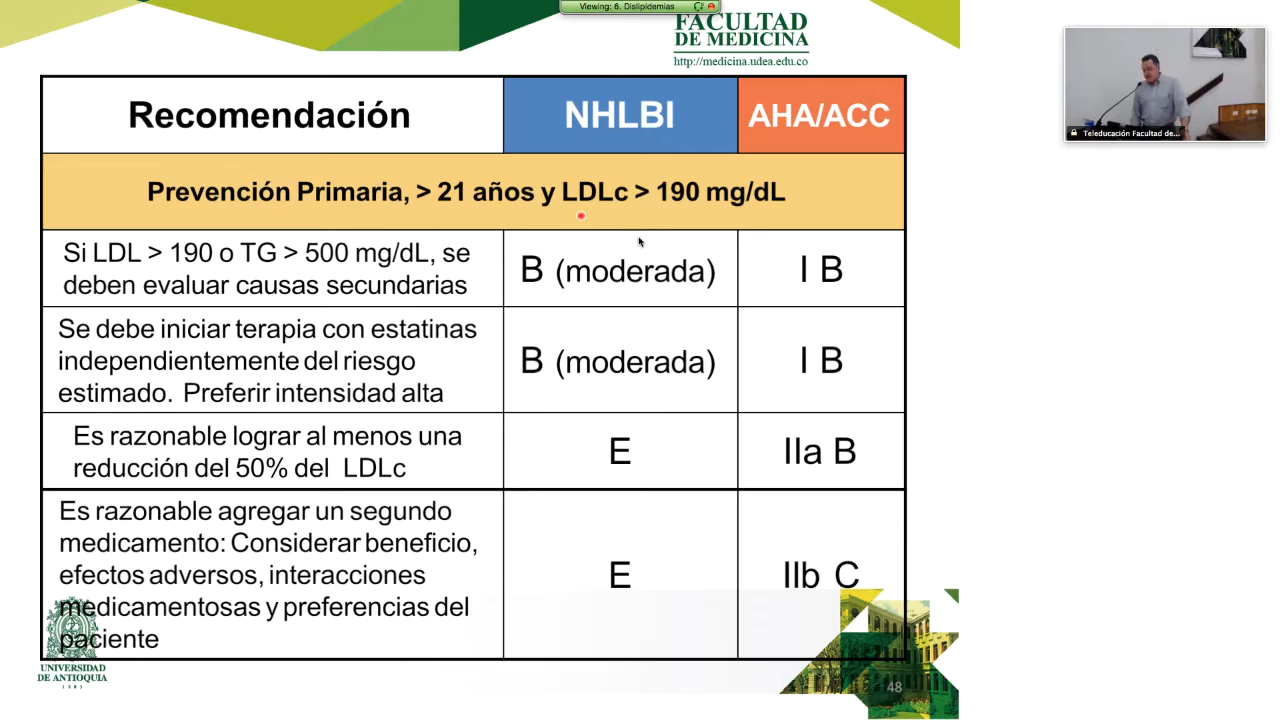 Viewing: 6. Dislipidemias
FACULTAD
DE MEDICINA
http://medicina.udea.edu.co
Teleducación Facultad de...
Recomendación NHLBI AHA/ACC
Prevención Primaria, > 21 años y LDLc > 190 mg/dL
Si LDL > 190 o TG > 500 mg/dL, se
deben evaluar causas secundarias
B (moderada)
I B
Se debe iniciar terapia con estatinas
independientemente del riesgo
estimado. Preferir intensidad alta
B (moderada)
I B
Es razonable lograr al menos una
reducción del 50% del LDLc
E
IIa B
Es razonable agregar un segundo
medicamento: Considerar beneficio,
efectos adversos, interacciones
medicamentosas y preferencias del
paciente
E
IIb C
UNIVERSIDAD
DE ANTIOQUIA
1803
48